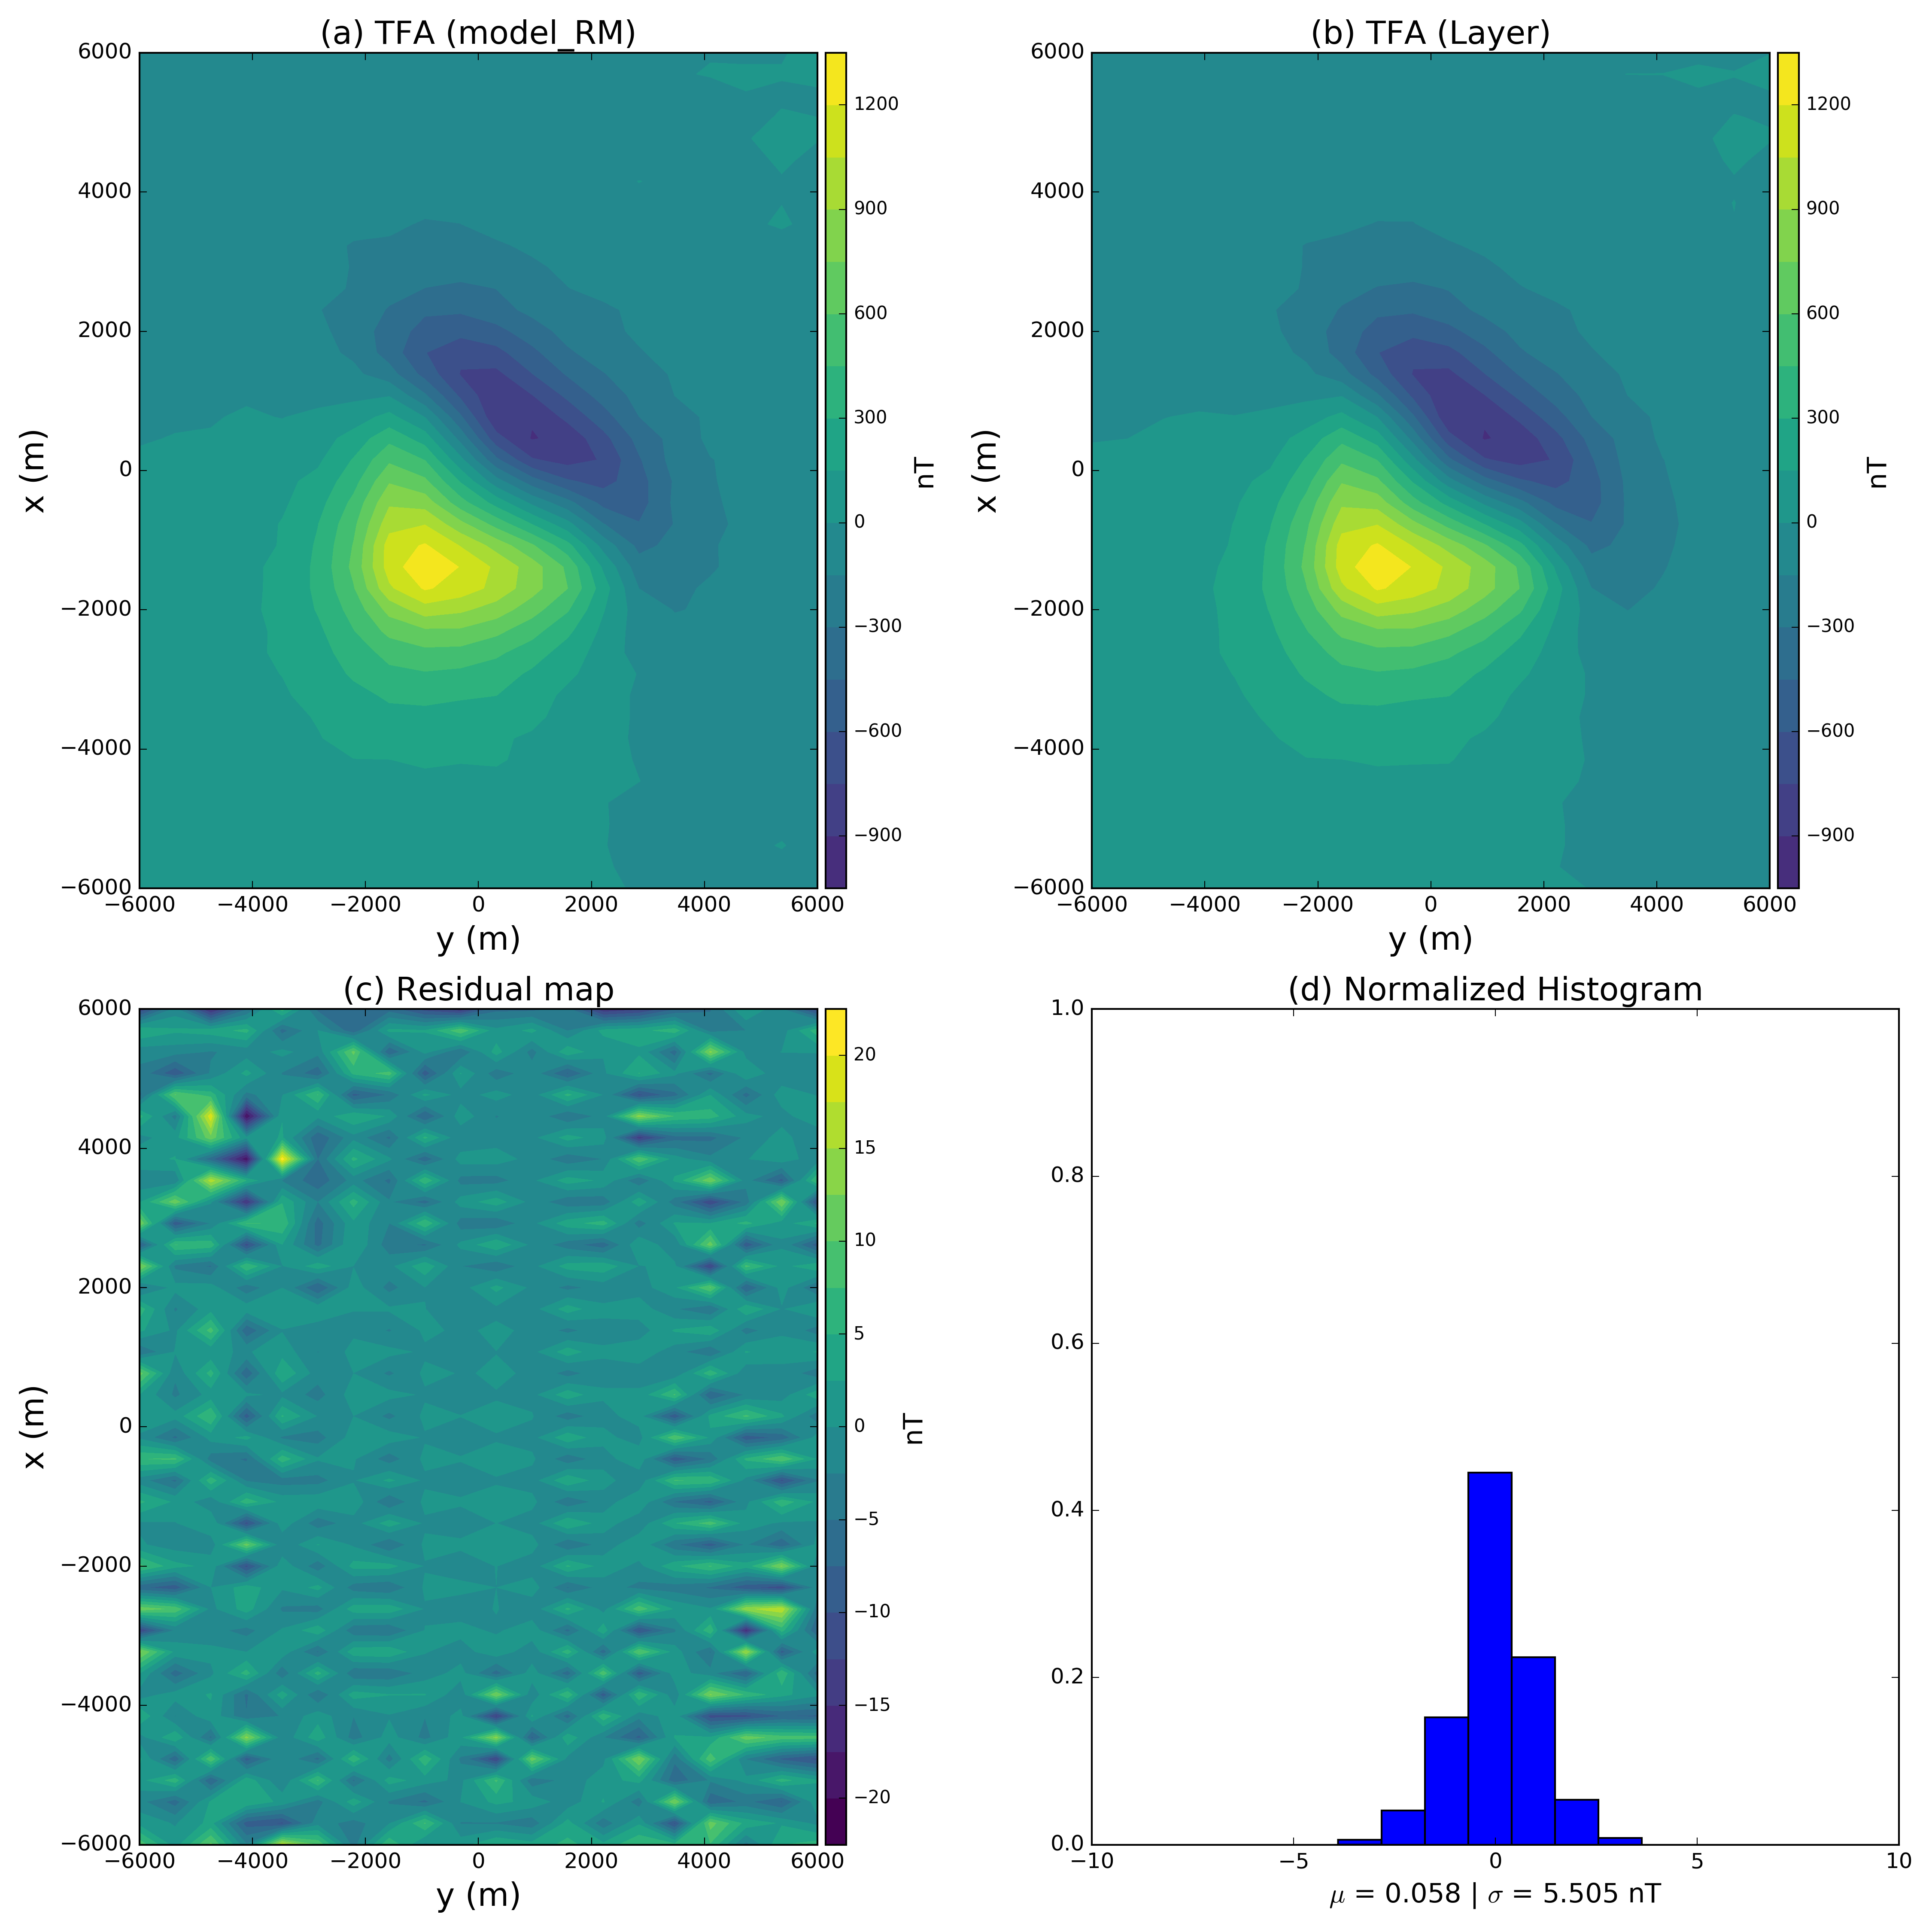 (a) TFA (model_RM)
6000
4000
2000
0
−2000
−4000
−6000
x (m)
−6000 −4000 −2000 0 2000 4000 6000
y (m)
1200
900
600
300
0
−300
−600
−900
nT
(b) TFA (Layer)
6000
4000
2000
0
−2000
−4000
−6000
x (m)
−6000 −4000 −2000 0 2000 4000 6000
y (m)
1200
900
600
300
0
−300
−600
−900
nT
(c) Residual map
6000
4000
2000
0
−2000
−4000
−6000
x (m)
−6000 −4000 −2000 0 2000 4000 6000
y (m)
20
15
10
5
0
−5
−10
−15
−20
nT
(d) Normalized Histogram
1.0
0.8
0.6
0.4
0.2
0.0
−10 −5 0 5 10
μ = 0.058 | σ = 5.505 nT